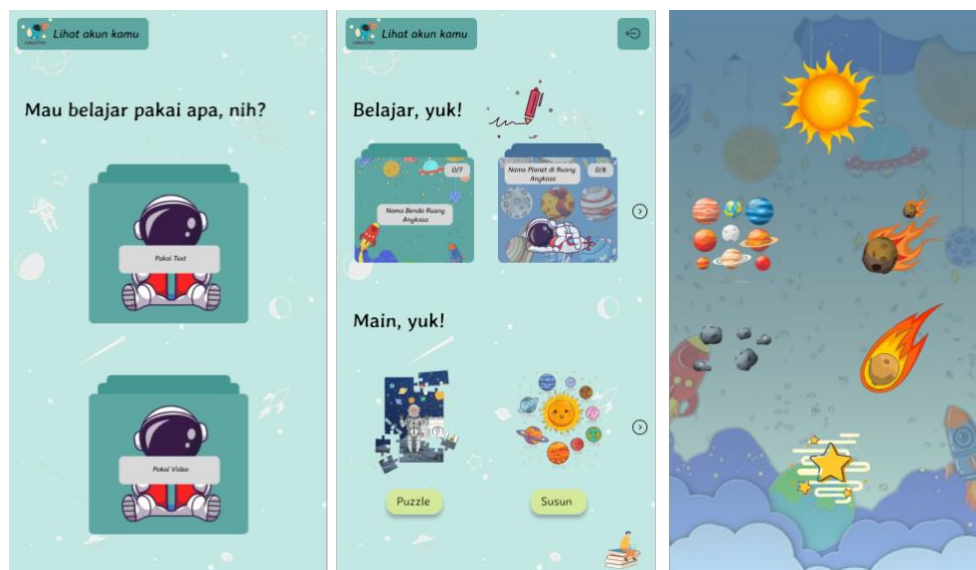 Lihat akun kamu
Mau belajar pakai apa, nih?
Pakai Text
Pakai Video
Lihat akun kamu
Belajar, yuk!
0/7
Nama Benda Ruang
Angkasa
Nama Planet di Ruang
Angkasa
0/8
Main, yuk!
Puzzle
Susun